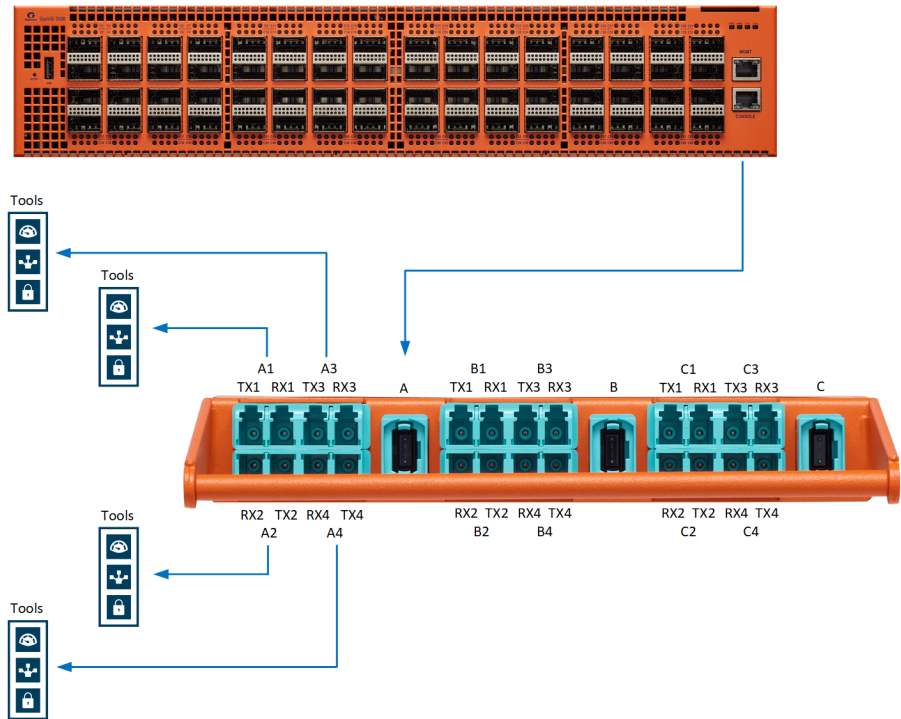 GigaVUE-TA200
MGMT
CONSOLE
Tools
Tools
A1 A3
TX1 RX1 TX3 RX3
A
B1 B3
TX1 RX1 TX3 RX3
B
C1 C3
TX1 RX1 TX3 RX3
C
RX2 TX2 RX4 TX4
A2 A4
RX2 TX2 RX4 TX4
B2 B4
RX2 TX2 RX4 TX4
C2 C4
Tools
Tools